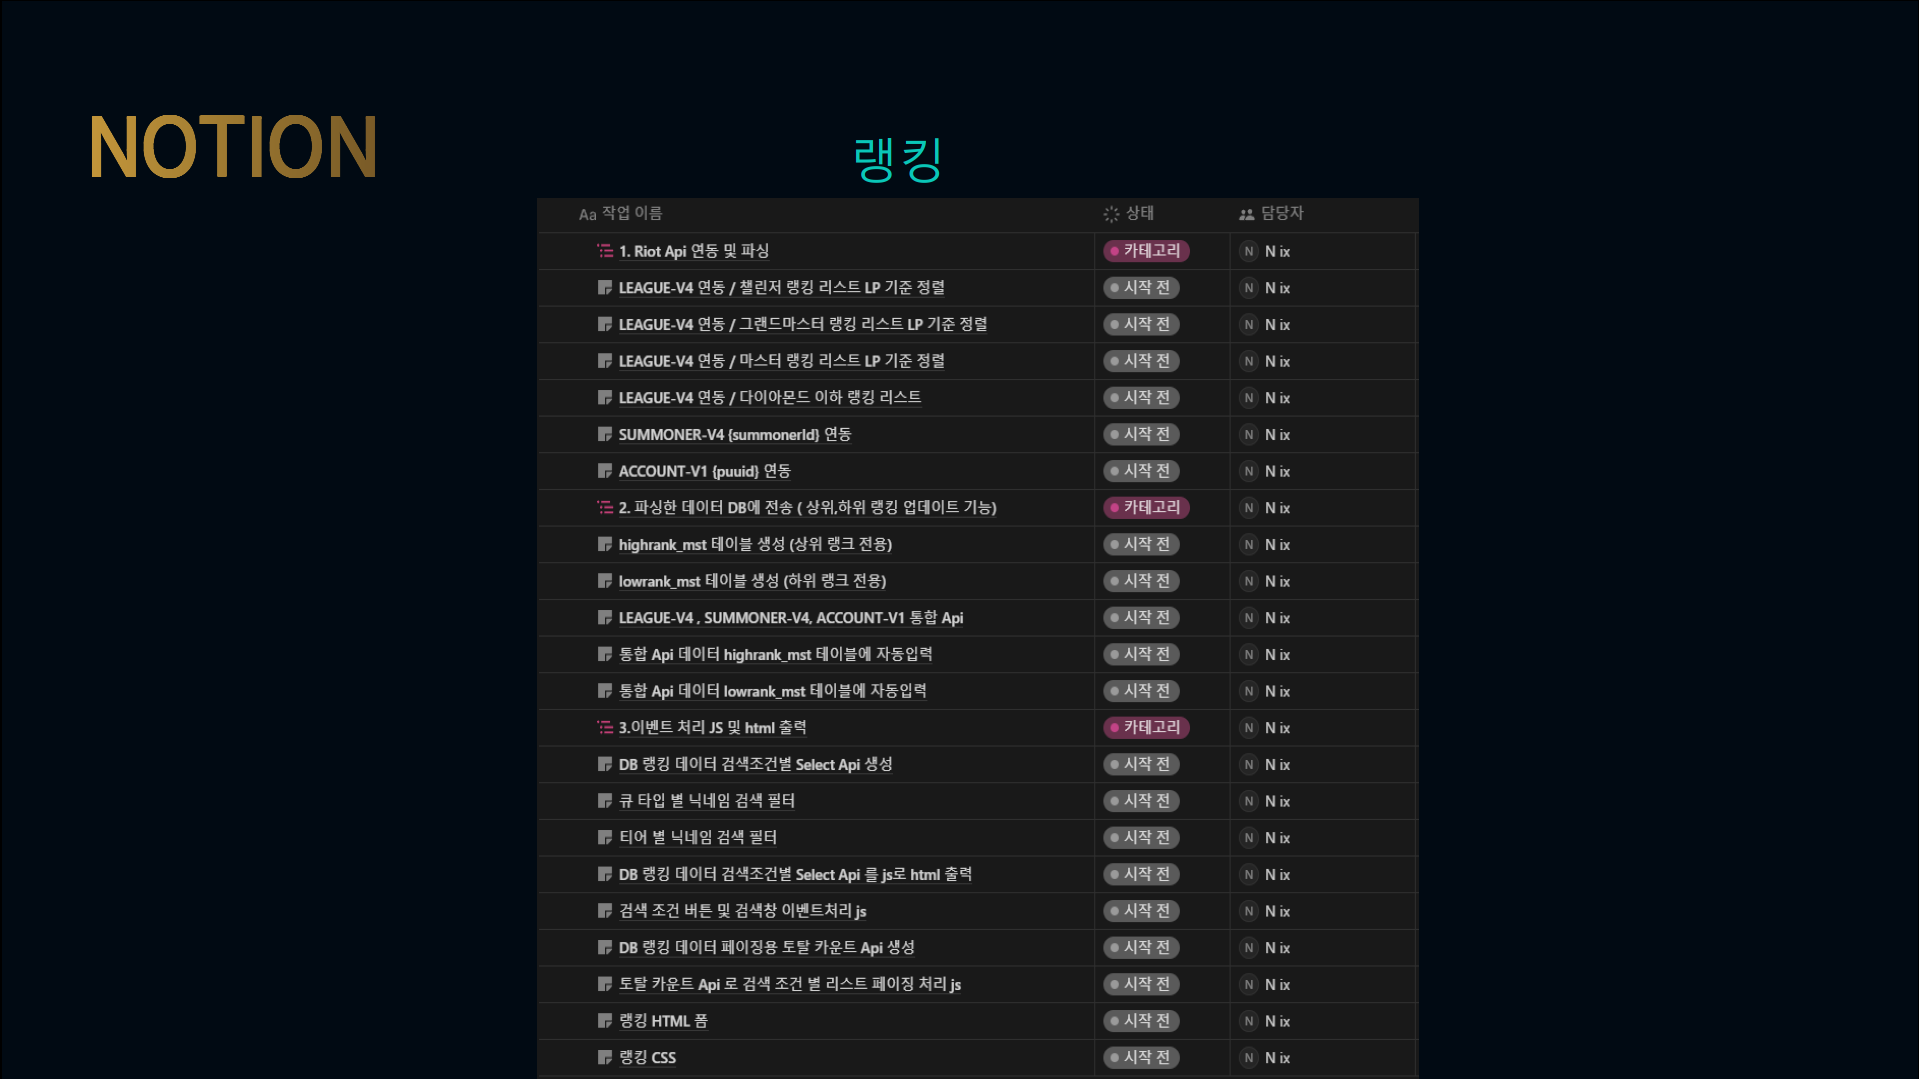 NOTION
랭킹
Aa 작업 이름 상태 담당자
1. Riot Api 연동 및 파싱 카테고리 N N ix
LEAGUE-V4 연동 / 챌린저 랭킹 리스트 LP 기준 정렬 시작 전 N N ix
LEAGUE-V4 연동 / 그랜드마스터 랭킹 리스트 LP 기준 정렬 시작 전 N N ix
LEAGUE-V4 연동 / 마스터 랭킹 리스트 LP 기준 정렬 시작 전 N N ix
LEAGUE-V4 연동 / 다이아몬드 이하 랭킹 리스트 시작 전 N N ix
SUMMONER-V4 {summonerId} 연동 시작 전 N N ix
ACCOUNT-V1 {puuid} 연동 시작 전 N N ix
2. 파싱한 데이터 DB에 전송 ( 상위,하위 랭킹 업데이트 기능) 카테고리 N N ix
highrank_mst 테이블 생성 (상위 랭크 전용) 시작 전 N N ix
lowrank_mst 테이블 생성 (하위 랭크 전용) 시작 전 N N ix
LEAGUE-V4 , SUMMONER-V4, ACCOUNT-V1 통합 Api 시작 전 N N ix
통합 Api 데이터 highrank_mst 테이블에 자동입력 시작 전 N N ix
통합 Api 데이터 lowrank_mst 테이블에 자동입력 시작 전 N N ix
3.이벤트 처리 JS 및 html 출력 카테고리 N N ix
DB 랭킹 데이터 검색조건별 Select Api 생성 시작 전 N N ix
큐 타입 별 닉네임 검색 필터 시작 전 N N ix
티어 별 닉네임 검색 필터 시작 전 N N ix
DB 랭킹 데이터 검색조건별 Select Api 를 js로 html 출력 시작 전 N N ix
검색 조건 버튼 및 검색창 이벤트처리 js 시작 전 N N ix
DB 랭킹 데이터 페이징용 토탈 카운트 Api 생성 시작 전 N N ix
토탈 카운트 Api 로 검색 조건 별 리스트 페이징 처리 js 시작 전 N N ix
랭킹 HTML 폼 시작 전 N N ix
랭킹 CSS 시작 전 N N ix